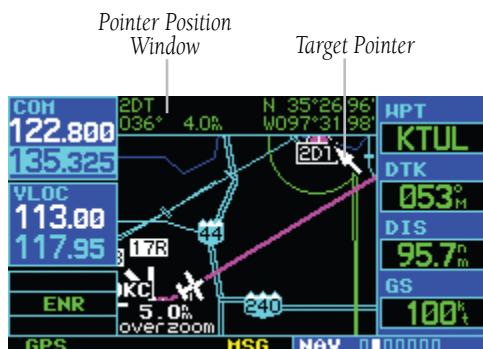 Pointer Position
Window
Target Pointer
COM
122.800
135.325
VLOC
113.00
117.95
ENR
GPS
2DT
036° 4.0nm
N 35°26.96'
W097°31.98'
2DT
44
17R
OKC
5.0nm
overzoom
240
MSG
WPT
KTUL
DTK
053°M
DIS
95.7nm
GS
100kt
NAV